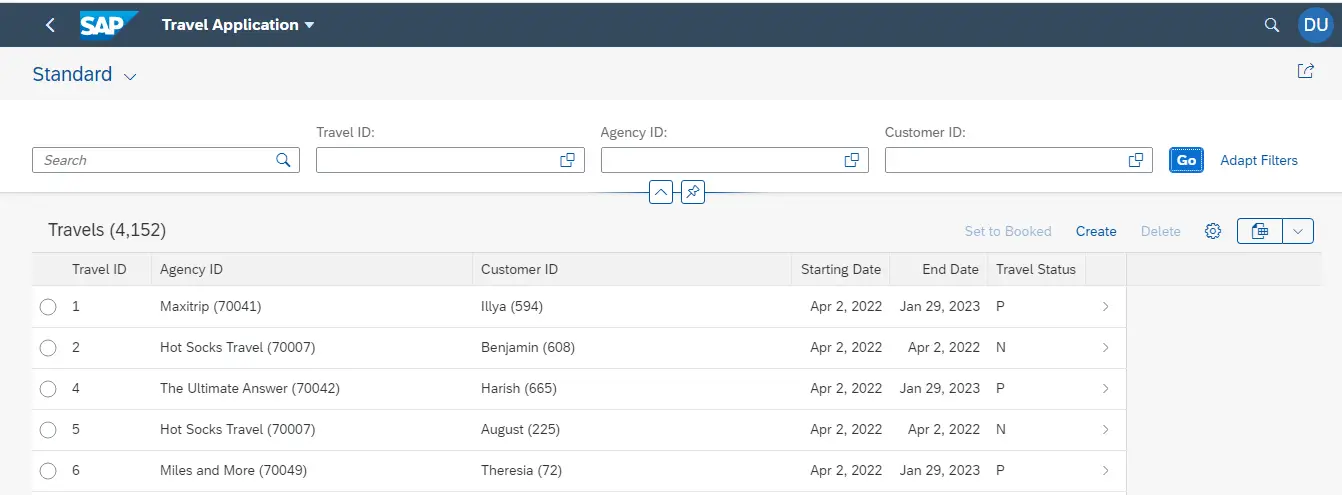 SAP Travel Application DU
Standard
Travel ID: Agency ID: Customer ID:
Search Go Adapt Filters
Travels (4,152) Set to Booked Create Delete
Travel ID Agency ID Customer ID Starting Date End Date Travel Status
1 Maxitrip (70041) Illya (594) Apr 2, 2022 Jan 29, 2023 P
2 Hot Socks Travel (70007) Benjamin (608) Apr 2, 2022 Apr 2, 2022 N
4 The Ultimate Answer (70042) Harish (665) Apr 2, 2022 Jan 29, 2023 P
5 Hot Socks Travel (70007) August (225) Apr 2, 2022 Apr 2, 2022 N
6 Miles and More (70049) Theresia (72) Apr 2, 2022 Jan 29, 2023 P